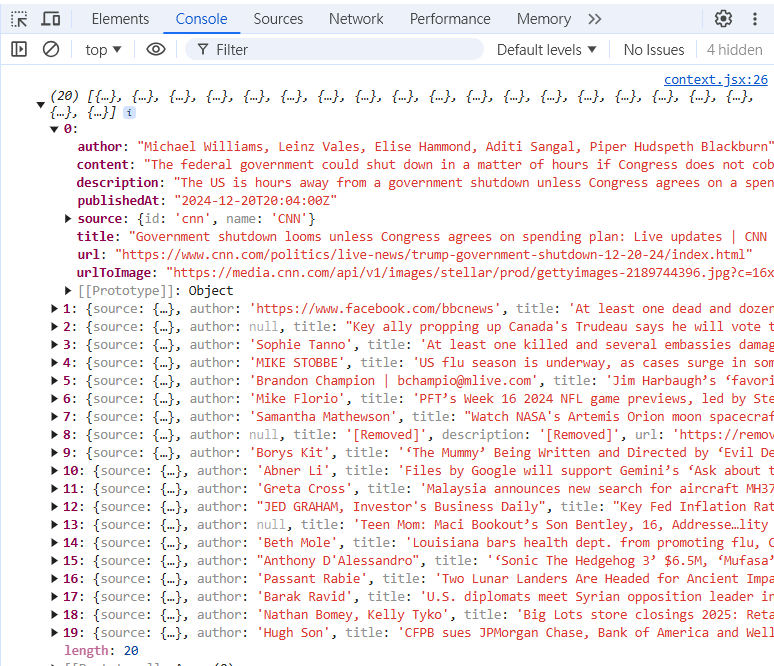 Elements Console Sources Network Performance Memory
top Filter Default levels No Issues 4 hidden
context.jsx:26
(20) [{…}, {…}, {…}, {…}, {…}, {…}, {…}, {…}, {…}, {…}, {…}, {…}, {…}, {…}, {…}, {…}, {…}, {…},
{…}, {…}] i
0:
author: "Michael Williams, Leinz Vales, Elise Hammond, Aditi Sangal, Piper Hudspeth Blackburn"
content: "The federal government could shut down in a matter of hours if Congress does not cob
description: "The US is hours away from a government shutdown unless Congress agrees on a spen
publishedAt: "2024-12-20T20:04:00Z"
source: {id: 'cnn', name: 'CNN'}
title: "Government shutdown looms unless Congress agrees on spending plan: Live updates | CNN
url: "https://www.cnn.com/politics/live-news/trump-government-shutdown-12-20-24/index.html"
urlToImage: "https://media.cnn.com/api/v1/images/stellar/prod/gettyimages-2189744396.jpg?c=16x
[[Prototype]]: Object
1: {source: {…}, author: 'https://www.facebook.com/bbcnews', title: 'At least one dead and dozen
2: {source: {…}, author: null, title: "Key ally propping up Canada's Trudeau says he will vote t
3: {source: {…}, author: 'Sophie Tanno', title: 'At least one killed and several embassies damag
4: {source: {…}, author: 'MIKE STOBBE', title: 'US flu season is underway, as cases surge in som
5: {source: {…}, author: 'Brandon Champion | bchampio@mlive.com', title: 'Jim Harbaugh’s ‘favori
6: {source: {…}, author: 'Mike Florio', title: 'PFT’s Week 16 2024 NFL game previews, led by Ste
7: {source: {…}, author: 'Samantha Mathewson', title: "Watch NASA's Artemis Orion moon spacecraf
8: {source: {…}, author: null, title: '[Removed]', description: '[Removed]', url: 'https://remov
9: {source: {…}, author: 'Borys Kit', title: '‘The Mummy’ Being Written and Directed by ‘Evil De
10: {source: {…}, author: 'Abner Li', title: 'Files by Google will support Gemini’s ‘Ask about t
11: {source: {…}, author: 'Greta Cross', title: 'Malaysia announces new search for aircraft MH37
12: {source: {…}, author: "JED GRAHAM, Investor's Business Daily", title: "Key Fed Inflation Rat
13: {source: {…}, author: null, title: 'Teen Mom: Maci Bookout’s Son Bentley, 16, Addresse…lity
14: {source: {…}, author: 'Beth Mole', title: 'Louisiana bars health dept. from promoting flu, C
15: {source: {…}, author: "Anthony D'Alessandro", title: '‘Sonic The Hedgehog 3’ $6.5M, ‘Mufasa’
16: {source: {…}, author: 'Passant Rabie', title: 'Two Lunar Landers Are Headed for Ancient Impa
17: {source: {…}, author: 'Barak Ravid', title: 'U.S. diplomats meet Syrian opposition leader in
18: {source: {…}, author: 'Nathan Bomey, Kelly Tyko', title: 'Big Lots store closings 2025: Reta
19: {source: {…}, author: 'Hugh Son', title: 'CFPB sues JPMorgan Chase, Bank of America and Well
length: 20